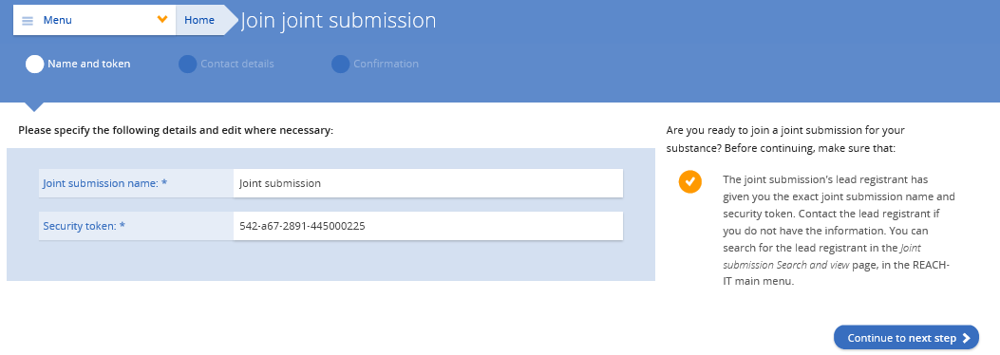 Menu
Home
Join joint submission
Name and token
Contact details
Confirmation
Please specify the following details and edit where necessary:
Joint submission name: *
Joint submission
Security token: *
542-a67-2891-445000225
Are you ready to join a joint submission for your
substance? Before continuing, make sure that:
The joint submission's lead registrant has
given you the exact joint submission name and
security token. Contact the lead registrant if
you do not have the information. You can
search for the lead registrant in the Joint
submission Search and view page, in the REACH-
IT main menu.
Continue to next step